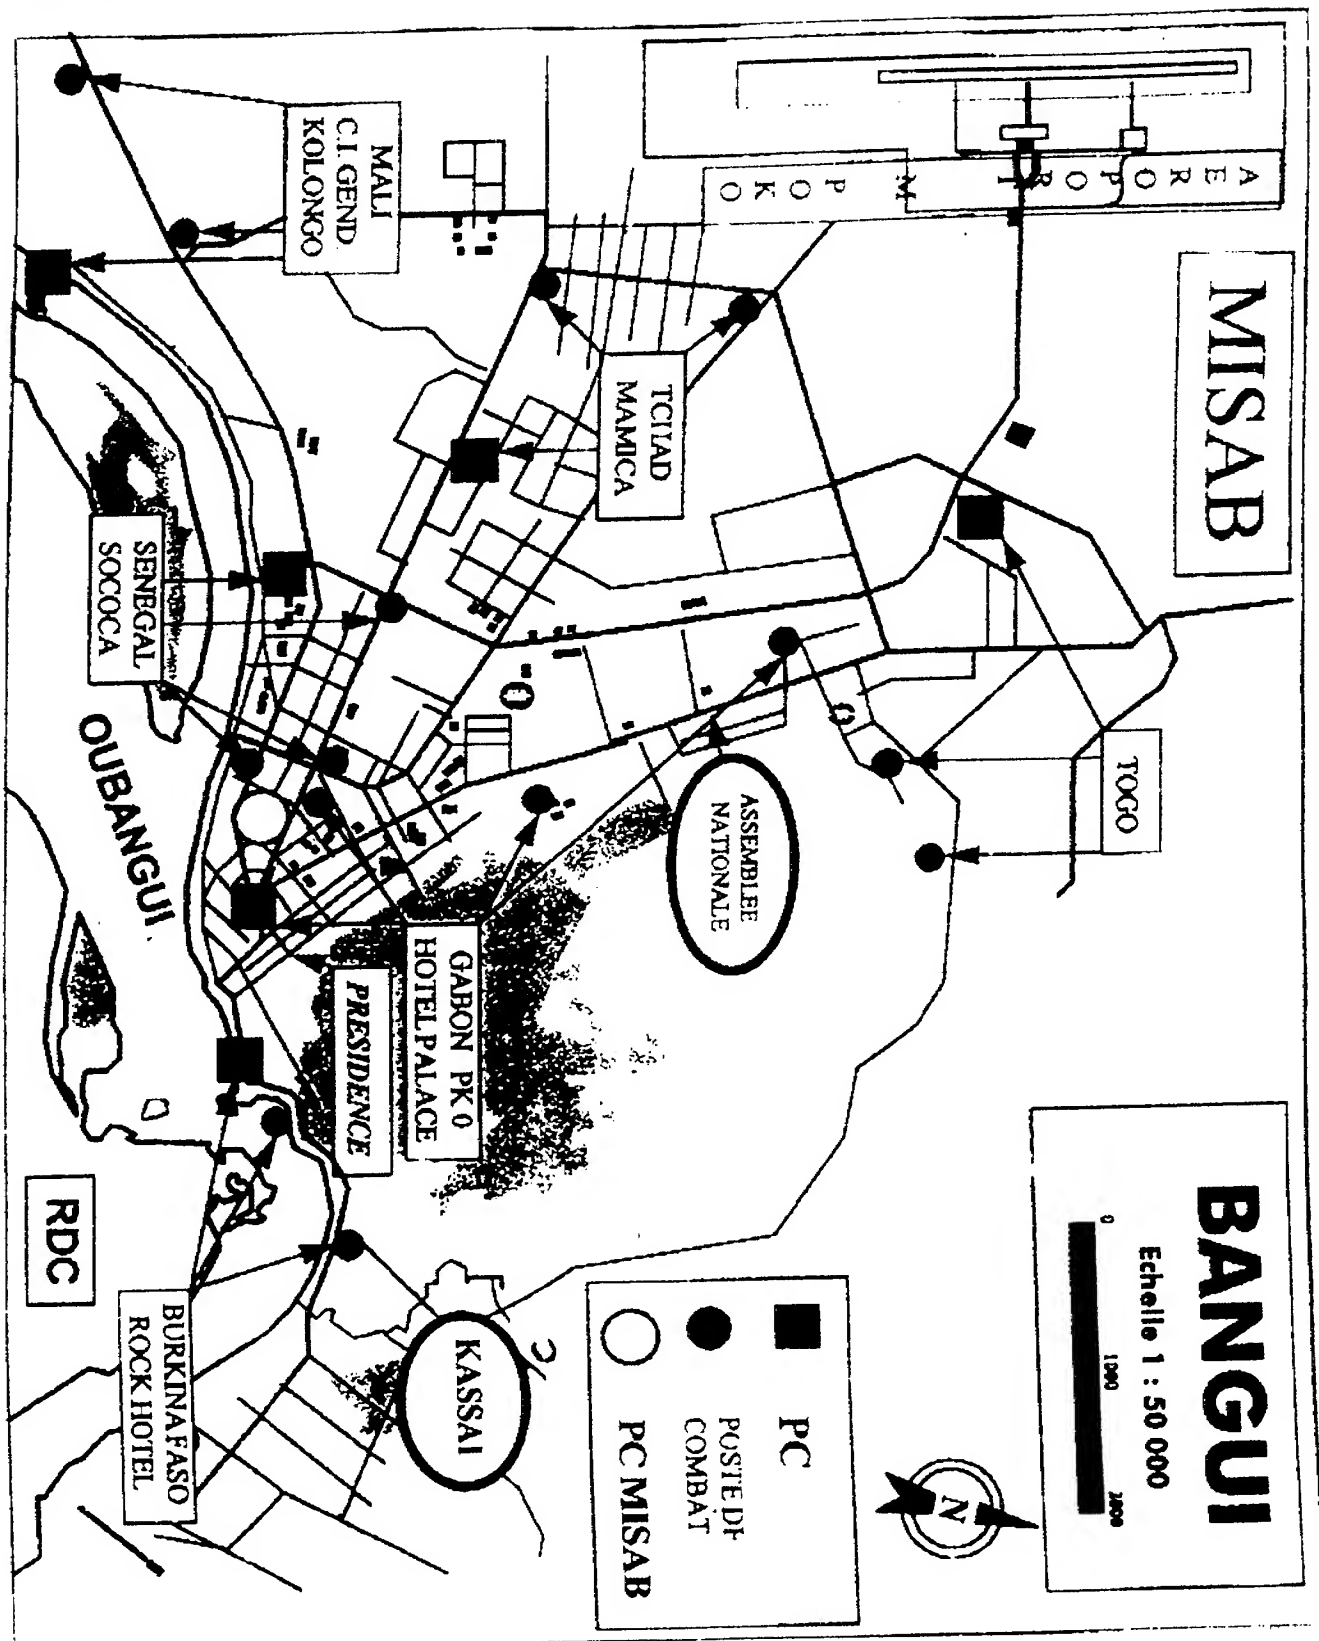 MISAB
BANGUI
Echelle 1 : 50 000
0 1000 2000
AEROPORT M POKO
MALI
C.I. GEND.
KOLONGO
TCHAD
MAMICA
TOGO
SENEGAL
SOCOCA
ASSEMBLEE
NATIONALE
OUBANGUI
GABON PK 0
HOTEL PALACE
PRESIDENCE
N
PC
POSTE DE
COMBAT
PC MISAB
KASSAI
RDC
BURKINA FASO
ROCK HOTEL